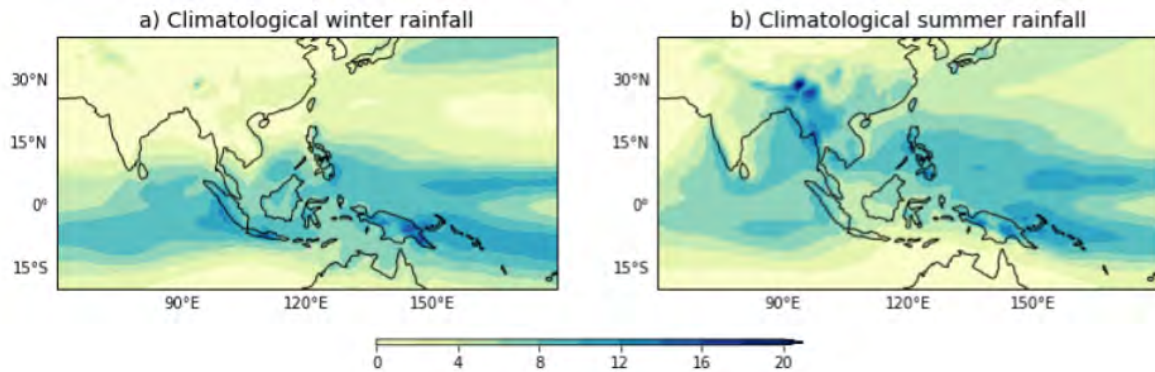 a) Climatological winter rainfall
b) Climatological summer rainfall
30°N
15°N
0°
15°S
90°E
120°E
150°E
30°N
15°N
0°
15°S
90°E
120°E
150°E
0
4
8
12
16
20